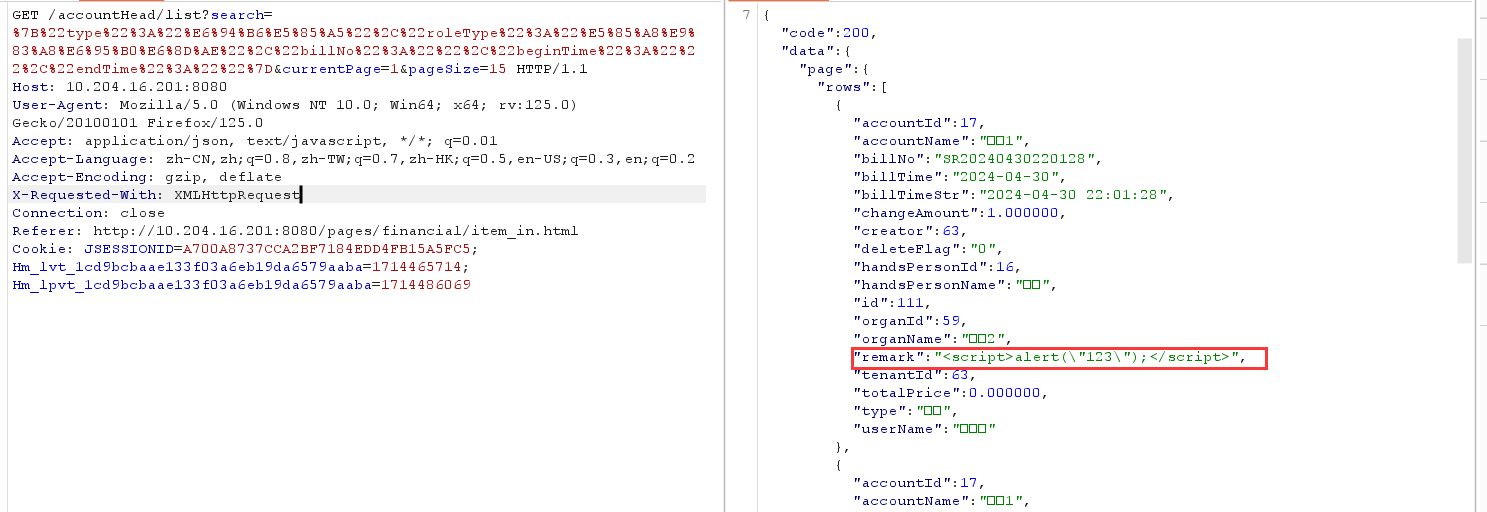 GET /accountHead/list?search=
%7B%22type%22%3A%22%E6%94%B6%E5%85%A5%22%2C%22roleType%22%3A%22%E5%85%A8%E9%
83%A8%E6%95%B0%E6%8D%AE%22%2C%22billNo%22%3A%22%22%2C%22beginTime%22%3A%22%2
2%2C%22endTime%22%3A%22%22%7D&currentPage=1&pageSize=15 HTTP/1.1
Host: 10.204.16.201:8080
User-Agent: Mozilla/5.0 (Windows NT 10.0; Win64; x64; rv:125.0)
Gecko/20100101 Firefox/125.0
Accept: application/json, text/javascript, */*; q=0.01
Accept-Language: zh-CN,zh;q=0.8,zh-TW;q=0.7,zh-HK;q=0.5,en-US;q=0.3,en;q=0.2
Accept-Encoding: gzip, deflate
X-Requested-With: XMLHttpRequest
Connection: close
Referer: http://10.204.16.201:8080/pages/financial/item_in.html
Cookie: JSESSIONID=A700A8737CCA2BF7184EDD4FB15A5FC5;
Hm_lvt_1cd9bcbaae133f03a6eb19da6579aaba=1714465714;
Hm_lpvt_1cd9bcbaae133f03a6eb19da6579aaba=1714486069
7 {
"code":200,
"data":{
"page":{
"rows":[
{
"accountId":17,
"accountName":"□□1",
"billNo":"SR20240430220128",
"billTime":"2024-04-30",
"billTimeStr":"2024-04-30 22:01:28",
"changeAmount":1.000000,
"creator":63,
"deleteFlag":"0",
"handsPersonId":16,
"handsPersonName":"□□",
"id":111,
"organId":59,
"organName":"□□2",
"remark":"<script>alert(\"123\");</script>",
"tenantId":63,
"totalPrice":0.000000,
"type":"□□",
"userName":"□□□"
},
{
"accountId":17,
"accountName":"□□1",